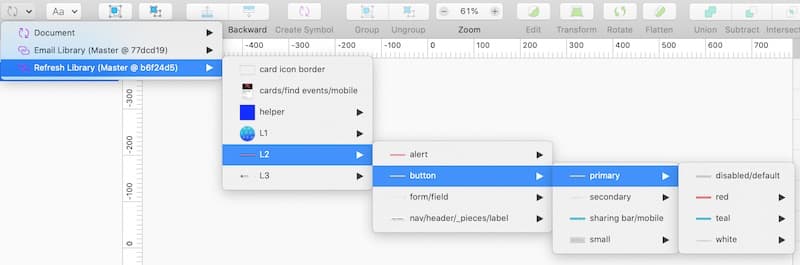 Aa
61%
Backward
Create Symbol
Group
Ungroup
Zoom
Edit
Transform
Rotate
Flatten
Union
Subtract
Intersect
-400
-300
-200
-100
0
100
200
300
400
500
600
700
-300
-200
-100
0
Document
Email Library (Master @ 77dcd19)
Refresh Library (Master @ b6f24d5)
card icon border
cards/find events/mobile
helper
L1
L2
L3
alert
button
form/field
nav/header/_pieces/label
primary
secondary
sharing bar/mobile
small
disabled/default
red
teal
white